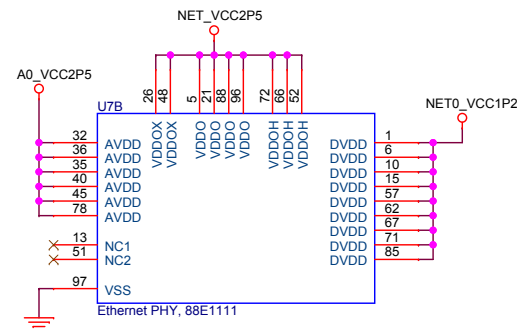 NET_VCC2P5
A0_VCC2P5
NET0_VCC1P2
U7B
26 48 5 21 88 96 72 66 52
VDDOX VDDOX VDDO VDDO VDDO VDDO VDDOH VDDOH VDDOH
32 AVDD DVDD 1
36 AVDD DVDD 6
35 AVDD DVDD 10
40 AVDD DVDD 15
45 AVDD DVDD 57
78 AVDD DVDD 62
DVDD 67
13 NC1 DVDD 71
51 NC2 DVDD 85
97 VSS
Ethernet PHY, 88E1111